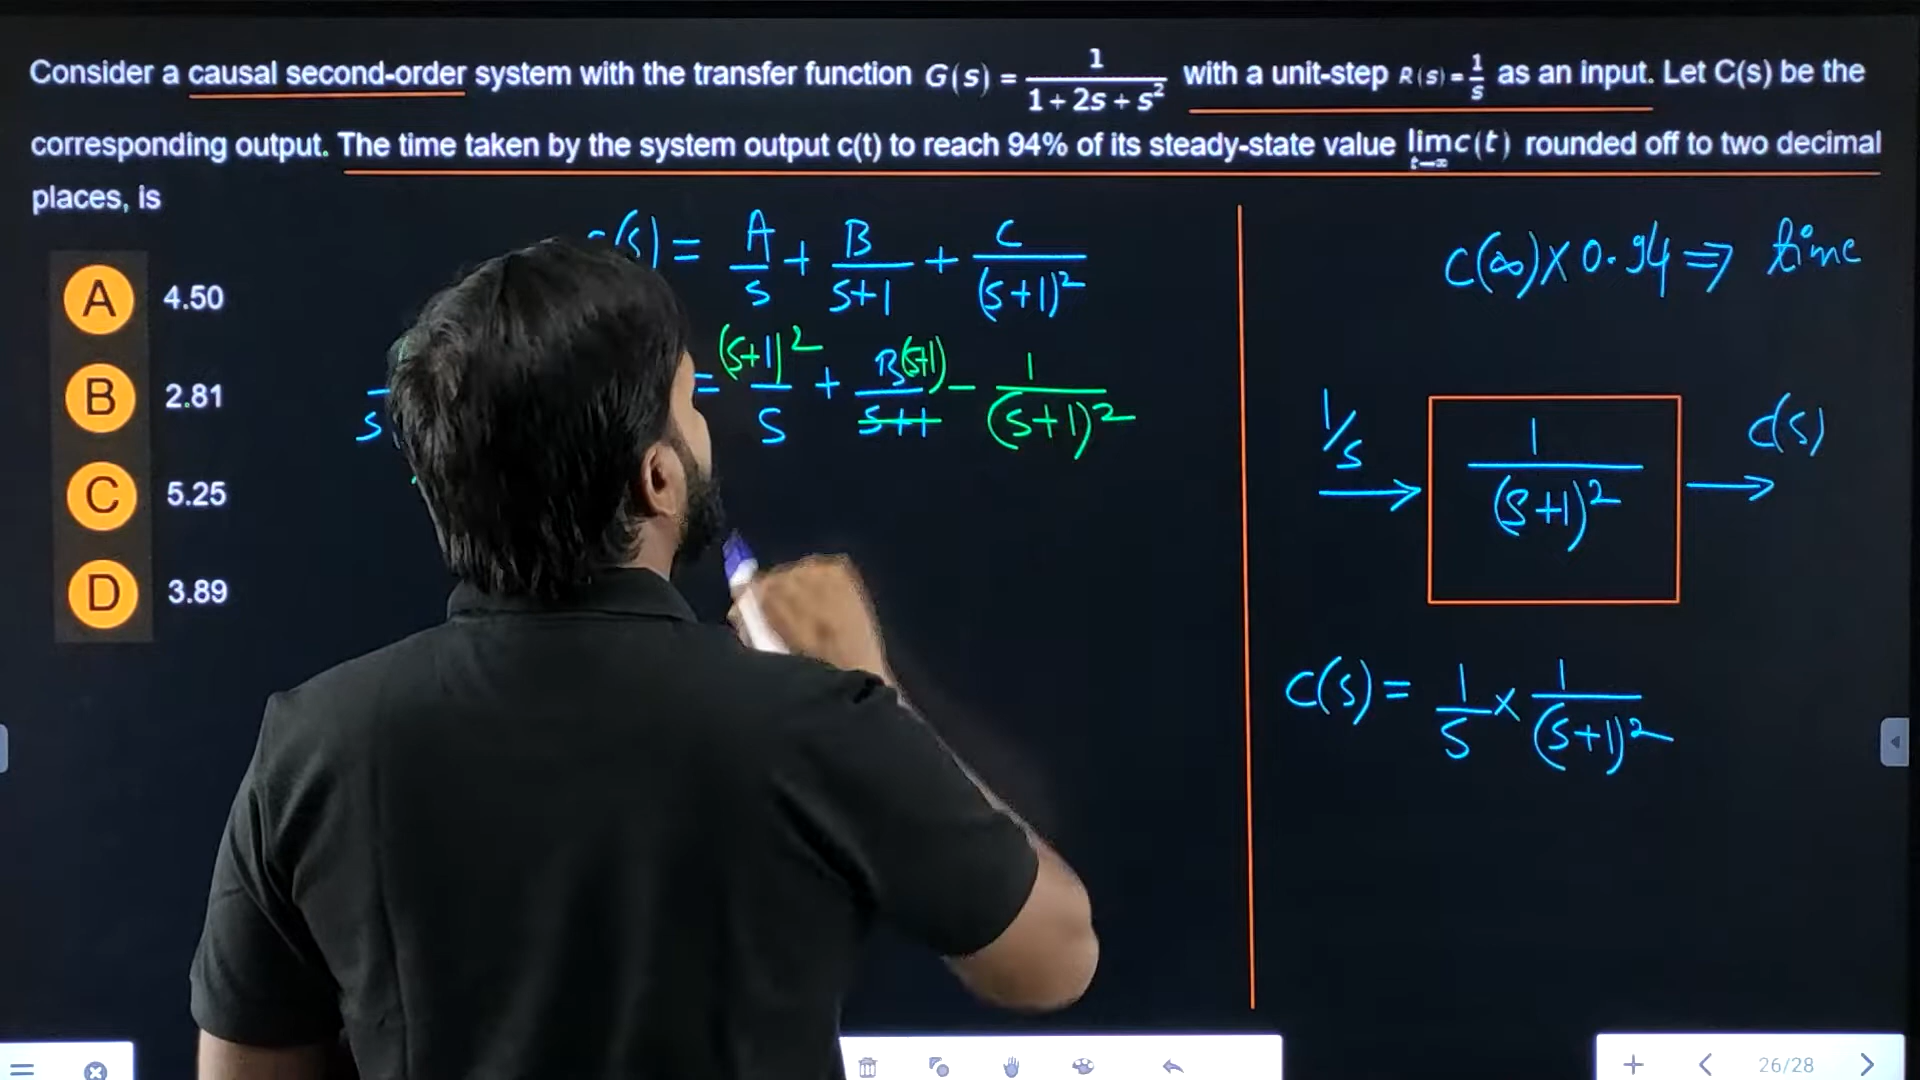 Consider a causal second-order system with the transfer function G(s) = 1/(1+2s+s²) with a unit-step R(s)=1/s as an input. Let C(s) be the
corresponding output. The time taken by the system output c(t) to reach 94% of its steady-state value lim t→∞ c(t) rounded off to two decimal
places, is
A 4.50
B 2.81
C 5.25
D 3.89
(s) = A/s + B/(s+1) + C/(s+1)²
s = (s+1)²/s + B(s+1)/(s+1) - 1/(s+1)²
C(∞)×0.94 ⇒ time
1/s → 1/(s+1)² → C(s)
C(s) = 1/s × 1/(s+1)²
26/28